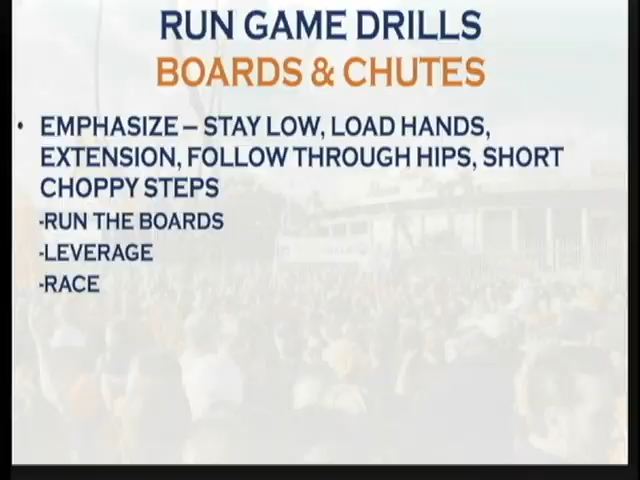 RUN GAME DRILLS
BOARDS & CHUTES
• EMPHASIZE – STAY LOW, LOAD HANDS,
EXTENSION, FOLLOW THROUGH HIPS, SHORT
CHOPPY STEPS
-RUN THE BOARDS
-LEVERAGE
-RACE